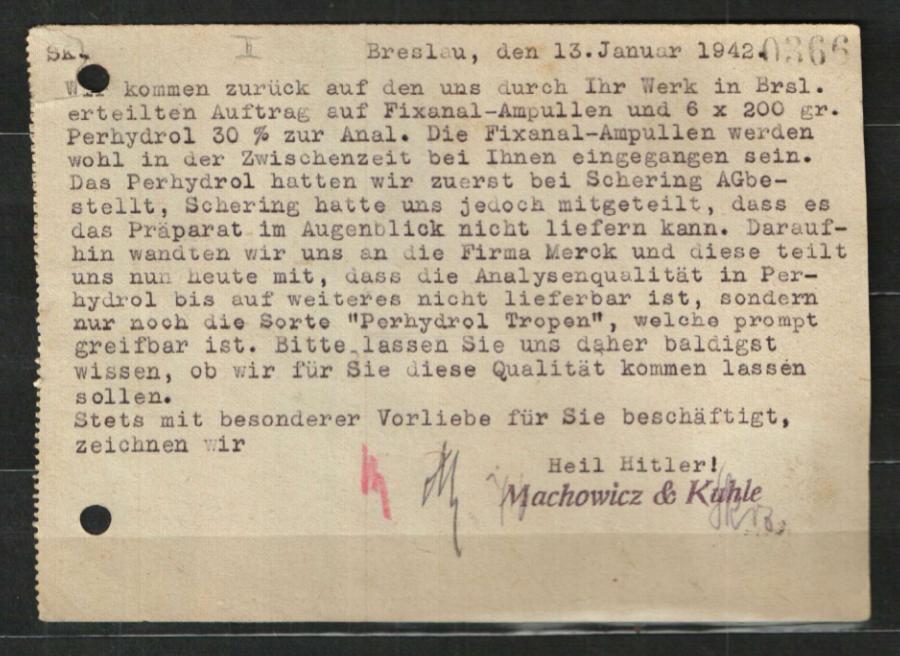 Sk. Breslau, den 13.Januar 1942. 0366
Wir kommen zurück auf den uns durch Ihr Werk in Brsl.
erteilten Auftrag auf Fixanal-Ampullen und 6 x 200 gr.
Perhydrol 30 % zur Anal. Die Fixanal-Ampullen werden
wohl in der Zwischenzeit bei Ihnen eingegangen sein.
Das Perhydrol hatten wir zuerst bei Schering AGbe-
stellt, Schering hatte uns jedoch mitgeteilt, dass es
das Präparat im Augenblick nicht liefern kann. Darauf-
hin wandten wir uns an die Firma Merck und diese teilt
uns nun heute mit, dass die Analysenqualität in Per-
hydrol bis auf weiteres nicht lieferbar ist, sondern
nur noch die Sorte "Perhydrol Tropen", welche prompt
greifbar ist. Bitte lassen Sie uns daher baldigst
wissen, ob wir für Sie diese Qualität kommen lassen
sollen.
Stets mit besonderer Vorliebe für Sie beschäftigt,
zeichnen wir
Heil Hitler!
Machowicz & Kuhle